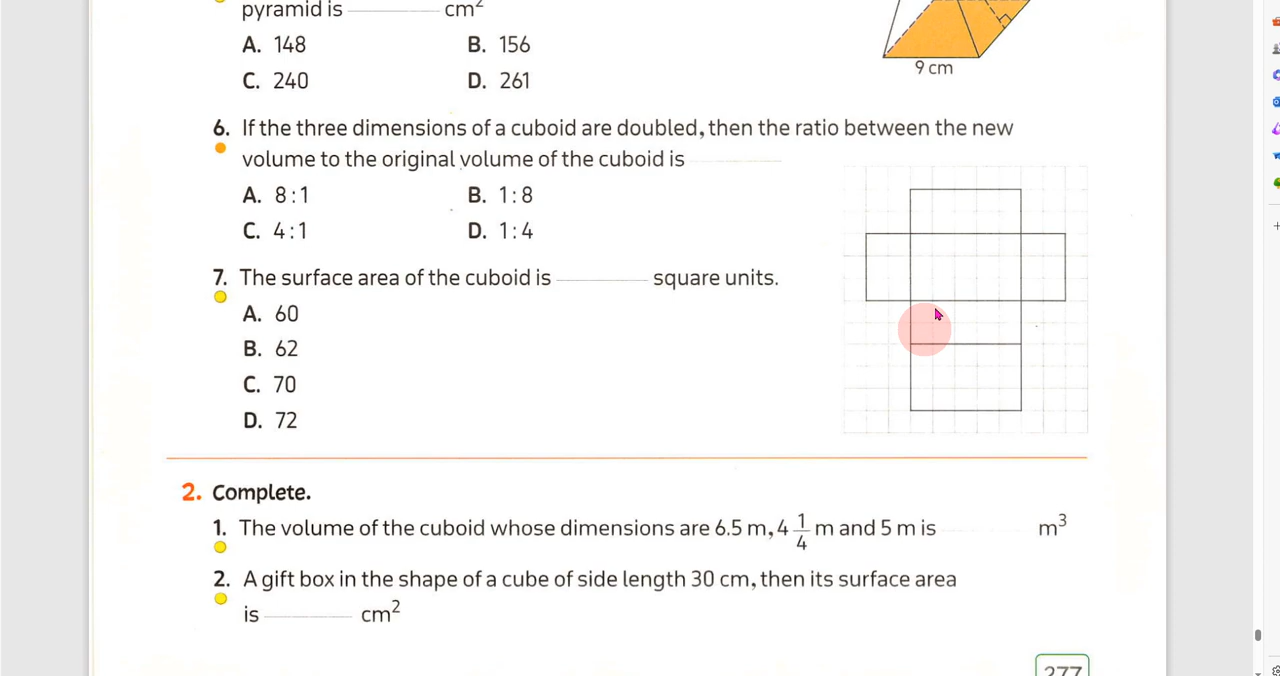 pyramid is cm²
A. 148 B. 156
C. 240 D. 261
9 cm
6. If the three dimensions of a cuboid are doubled, then the ratio between the new
volume to the original volume of the cuboid is
A. 8 : 1 B. 1 : 8
C. 4 : 1 D. 1 : 4
7. The surface area of the cuboid is square units.
A. 60
B. 62
C. 70
D. 72
2. Complete.
1. The volume of the cuboid whose dimensions are 6.5 m, 4 1/4 m and 5 m is m³
2. A gift box in the shape of a cube of side length 30 cm, then its surface area
is cm²
277